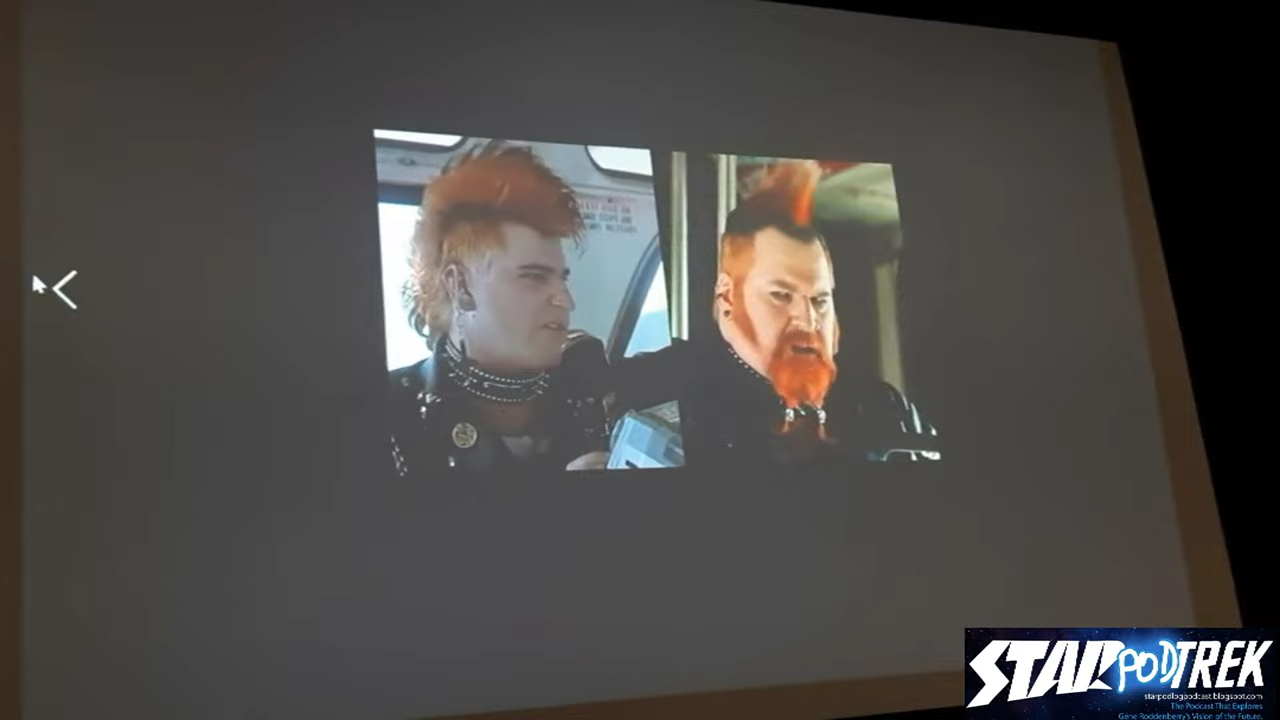 STARPODTREK
starpodlogpodcast.blogspot.com
The Podcast That Explores
Gene Roddenberry's Vision of the Future.